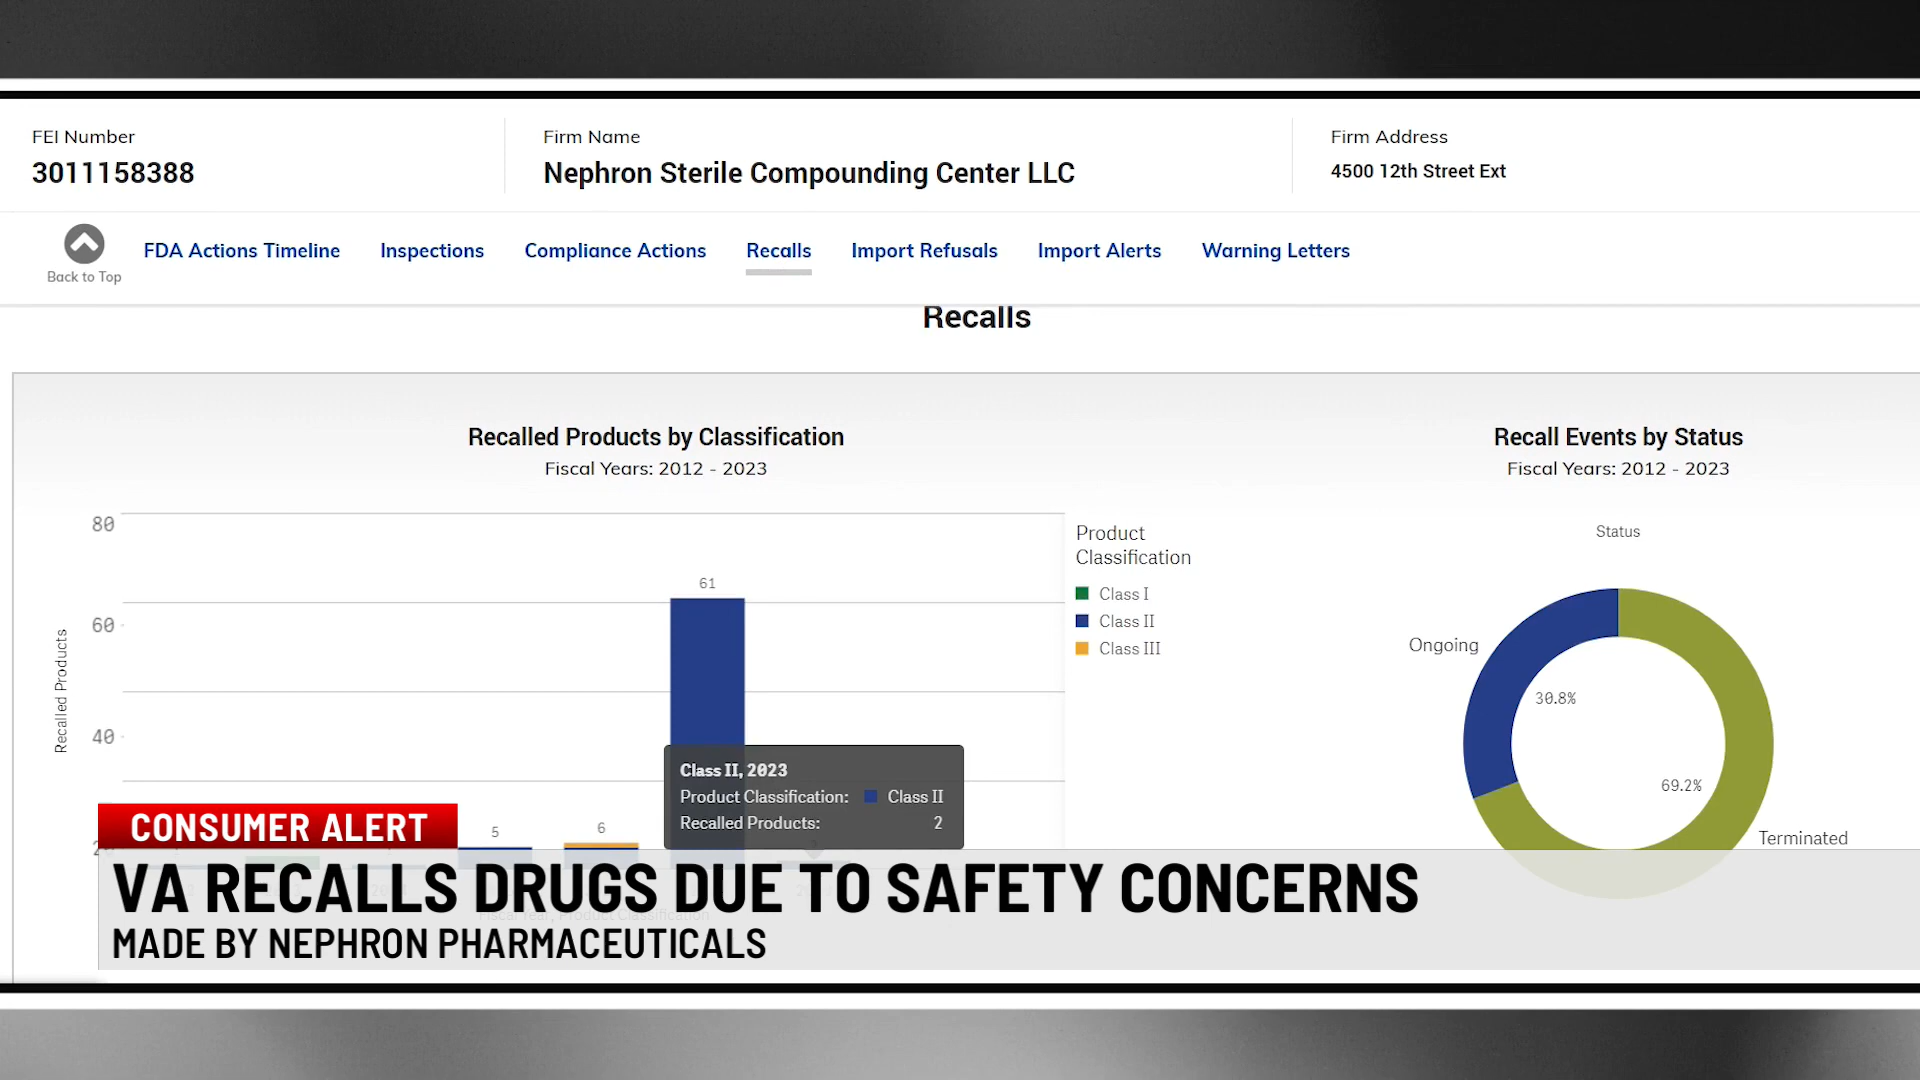 FEI Number
3011158388
Firm Name
Nephron Sterile Compounding Center LLC
Firm Address
4500 12th Street Ext
Back to Top
FDA Actions Timeline
Inspections
Compliance Actions
Recalls
Import Refusals
Import Alerts
Warning Letters
Recalls
Recalled Products by Classification
Fiscal Years: 2012 - 2023
80
60
40
Recalled Products
5
6
61
Class II, 2023
Product Classification: Class II
Recalled Products: 2
Product
Classification
Class I
Class II
Class III
Recall Events by Status
Fiscal Years: 2012 - 2023
Status
Ongoing
30.8%
69.2%
Terminated
CONSUMER ALERT
VA RECALLS DRUGS DUE TO SAFETY CONCERNS
Fiscal Year, Product Classification
MADE BY NEPHRON PHARMACEUTICALS